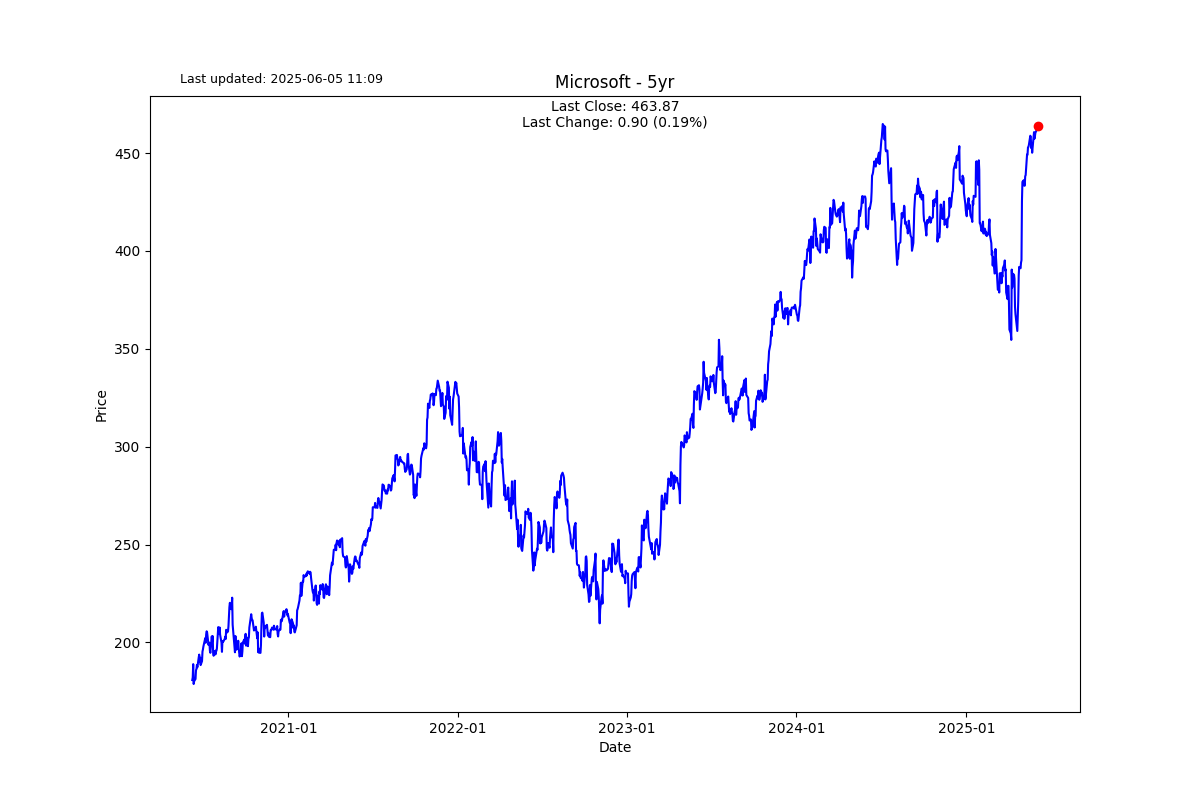 Last updated: 2025-06-05 11:09
Microsoft - 5yr
Last Close: 463.87
Last Change: 0.90 (0.19%)
450
400
350
300
250
200
Price
2021-01
2022-01
2023-01
2024-01
2025-01
Date